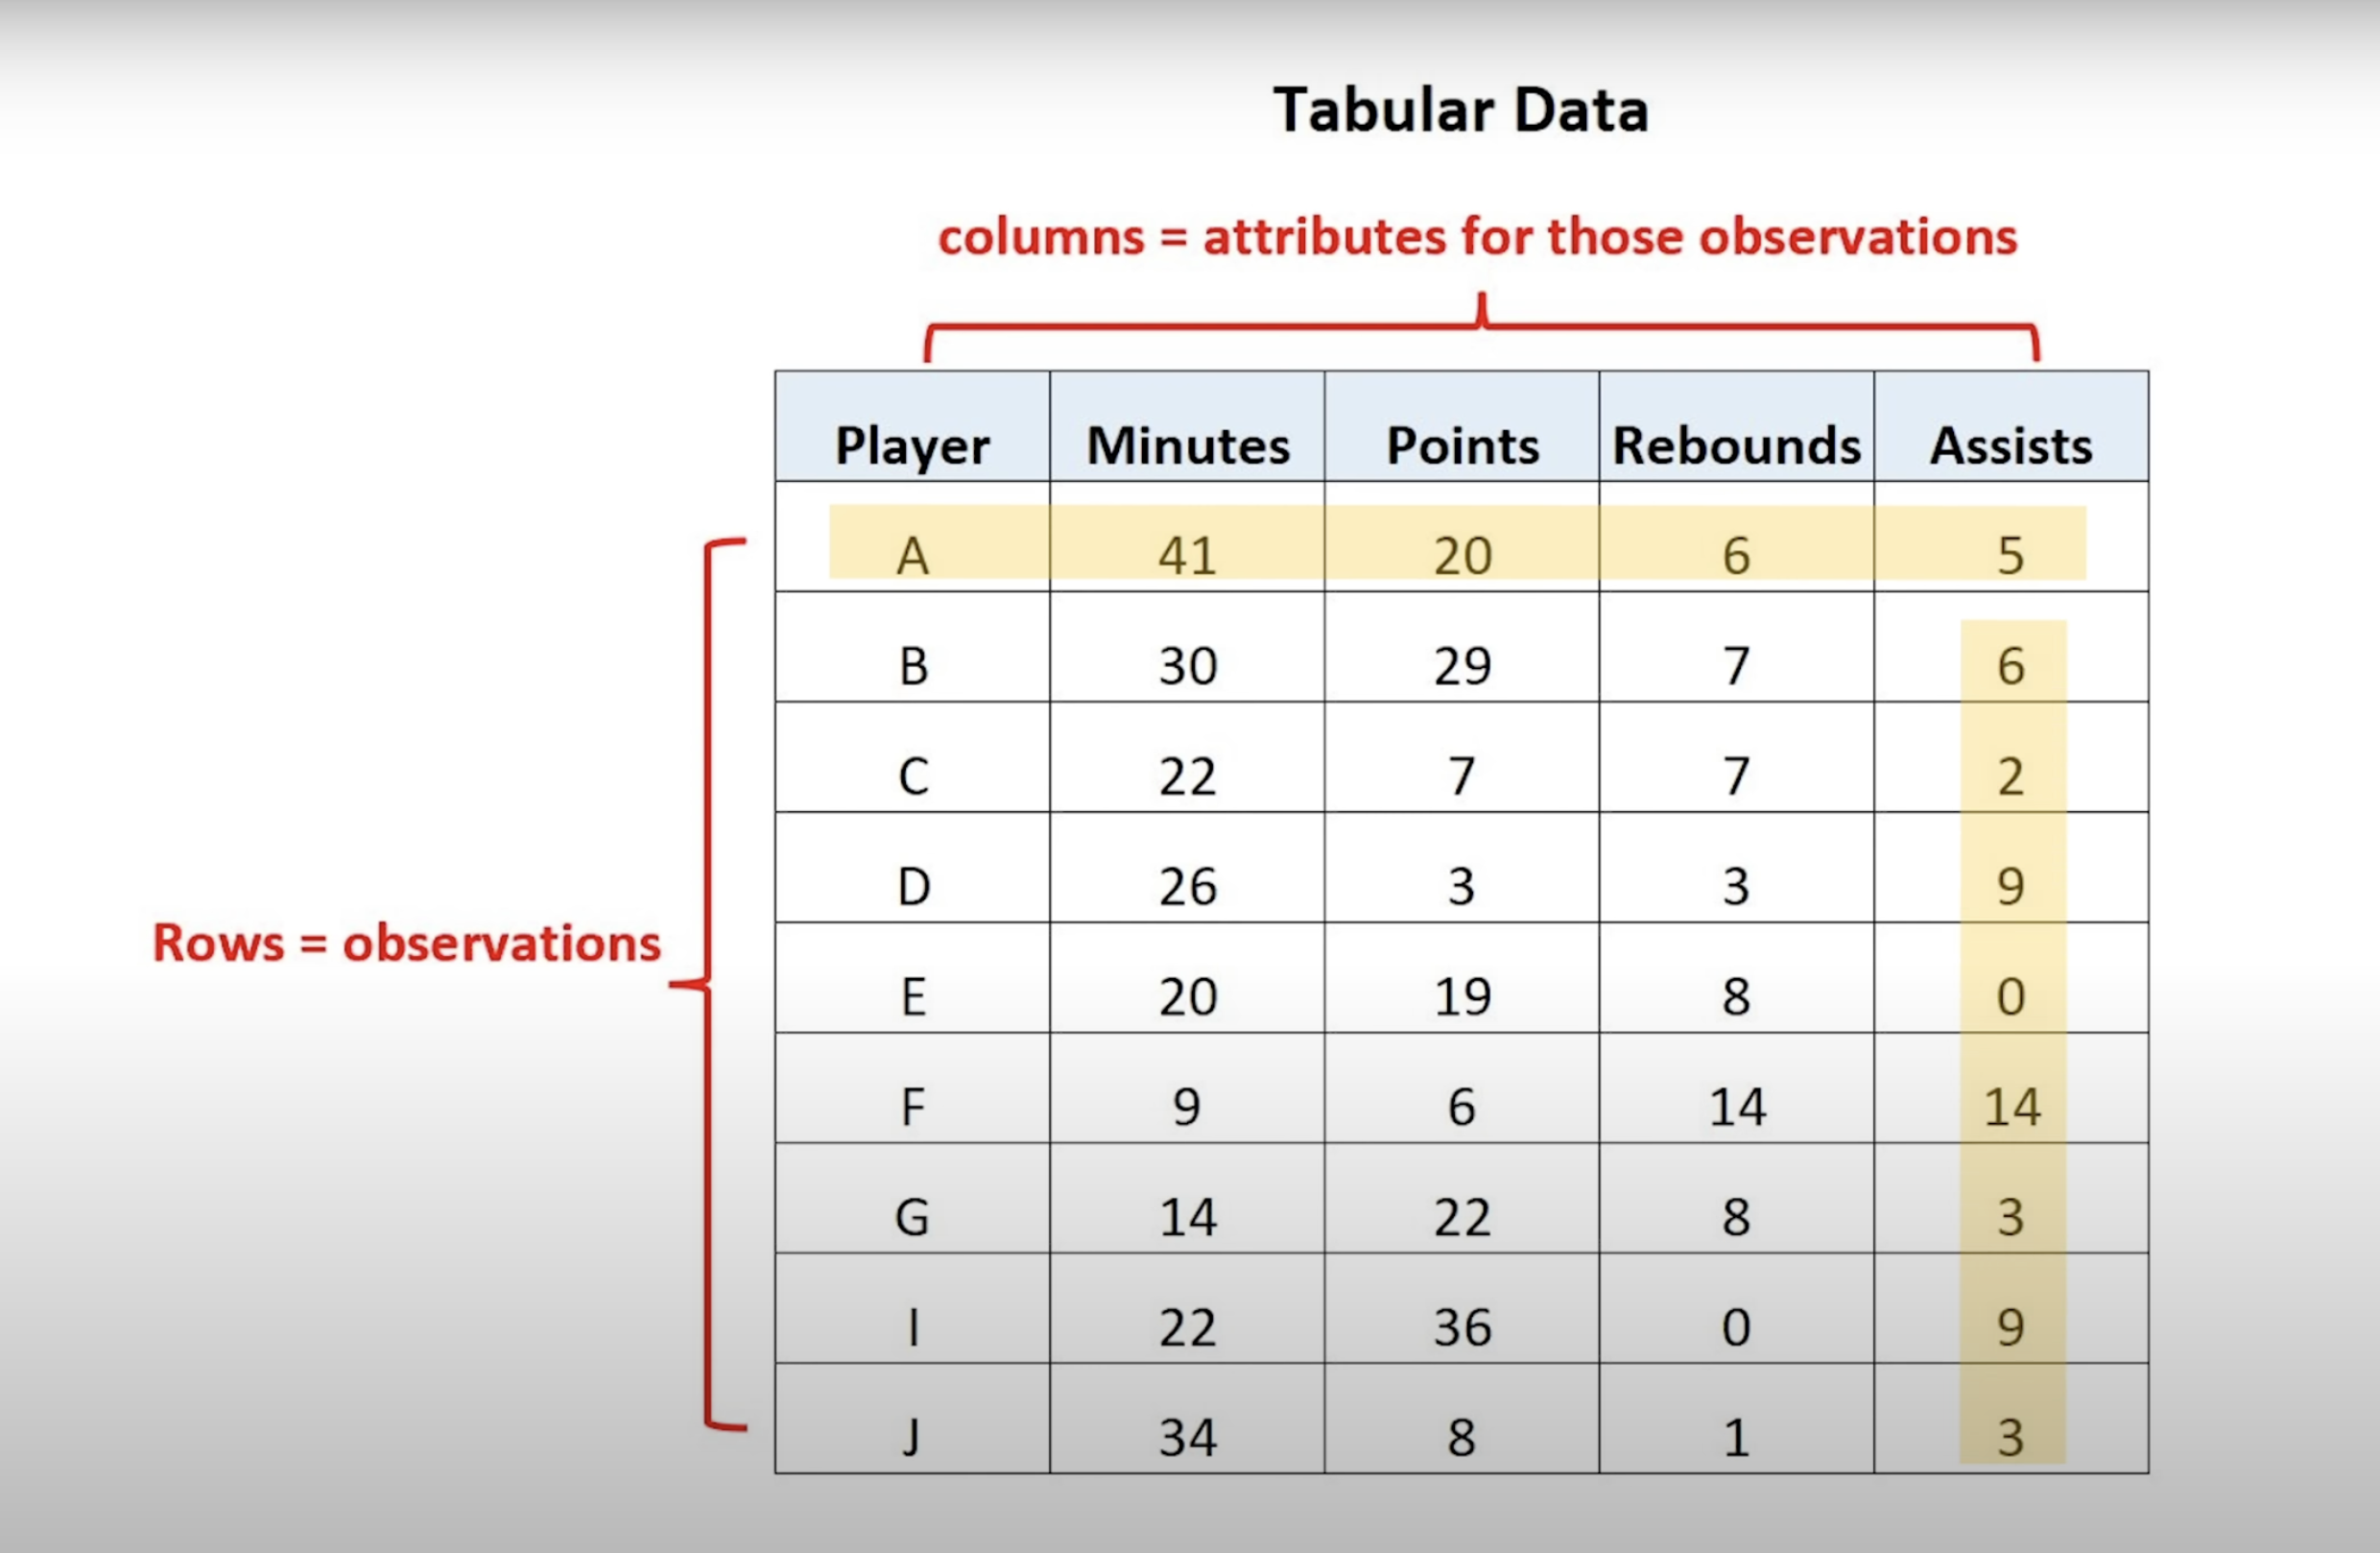 Tabular Data
columns = attributes for those observations
Player Minutes Points Rebounds Assists
A 41 20 6 5
B 30 29 7 6
C 22 7 7 2
D 26 3 3 9
Rows = observations
E 20 19 8 0
F 9 6 14 14
G 14 22 8 3
I 22 36 0 9
J 34 8 1 3